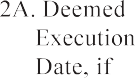 2A. Deemed
Execution
Date, if